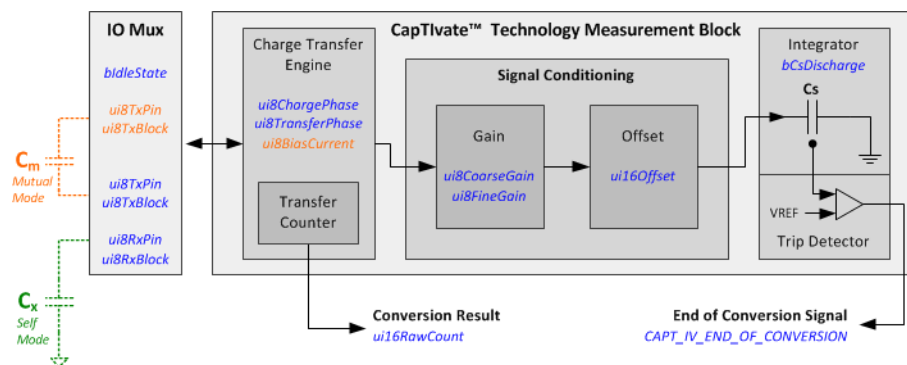 IO Mux
bIdleState
ui8TxPin
ui8TxBlock
ui8TxPin
ui8TxBlock
ui8RxPin
ui8RxBlock
Cm
Mutual
Mode
Cx
Self
Mode
CapTIvate™ Technology Measurement Block
Charge Transfer
Engine
ui8ChargePhase
ui8TransferPhase
ui8BiasCurrent
Transfer
Counter
Signal Conditioning
Gain
ui8CoarseGain
ui8FineGain
Offset
ui16Offset
Integrator
bCsDischarge
Cs
VREF
Trip Detector
Conversion Result
ui16RawCount
End of Conversion Signal
CAPT_IV_END_OF_CONVERSION